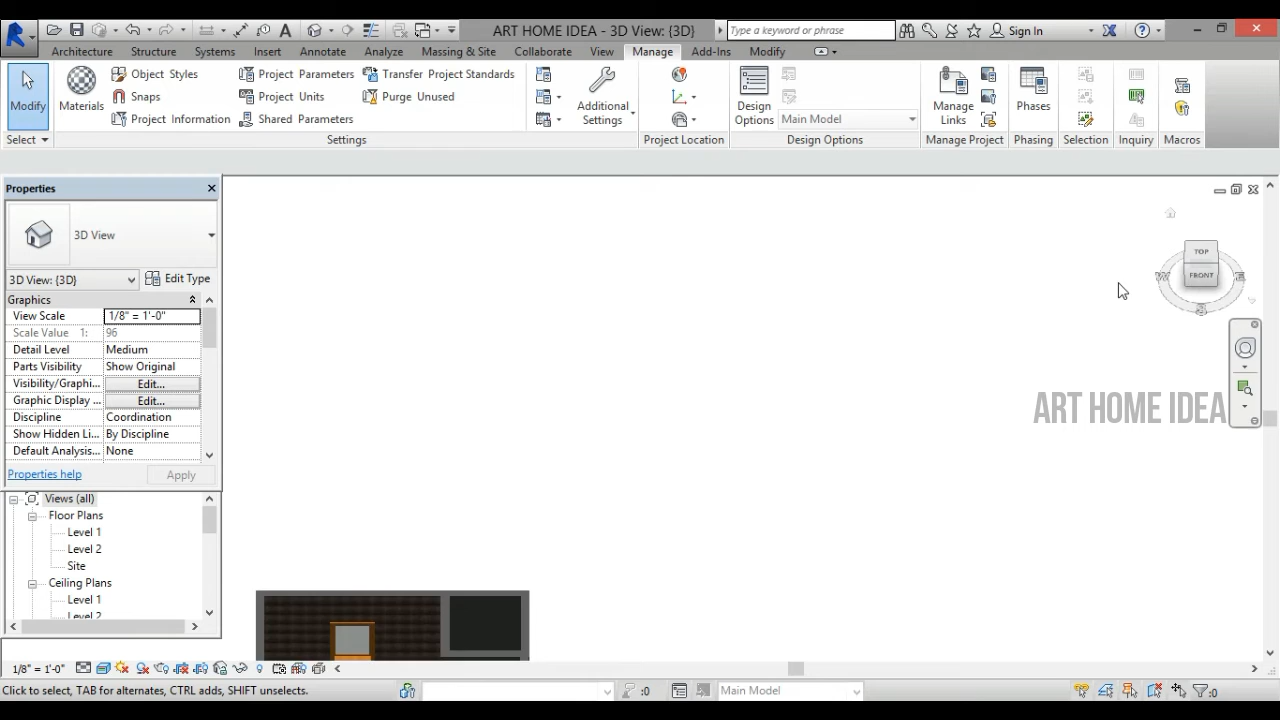 ART HOME IDEA - 3D View: {3D}
Type a keyword or phrase
Sign In
Architecture Structure Systems Insert Annotate Analyze Massing & Site Collaborate View Manage Add-Ins Modify
Modify
Materials
Object Styles
Snaps
Project Information
Project Parameters
Project Units
Shared Parameters
Transfer Project Standards
Purge Unused
Additional
Settings
Design
Options
Main Model
Manage
Links
Phases
Select
Settings
Project Location
Design Options
Manage Project
Phasing
Selection
Inquiry
Macros
Properties
3D View
3D View: {3D}
Edit Type
Graphics
View Scale 1/8" = 1'-0"
Scale Value 1: 96
Detail Level Medium
Parts Visibility Show Original
Visibility/Graphi... Edit...
Graphic Display ... Edit...
Discipline Coordination
Show Hidden Li... By Discipline
Default Analysis... None
Properties help
Apply
Views (all)
Floor Plans
Level 1
Level 2
Site
Ceiling Plans
Level 1
Level 2
TOP
FRONT
W
E
S
ART HOME IDEA
1/8" = 1'-0"
Click to select, TAB for alternates, CTRL adds, SHIFT unselects.
:0
Main Model
:0